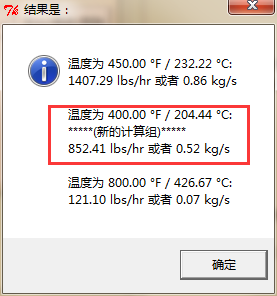 结果是：
温度为 450.00 °F / 232.22 °C:
1407.29 lbs/hr 或者 0.86 kg/s
温度为 400.00 °F / 204.44 °C:
*****(新的计算组)*****
852.41 lbs/hr 或者 0.52 kg/s
温度为 800.00 °F / 426.67 °C:
121.10 lbs/hr 或者 0.07 kg/s
确定